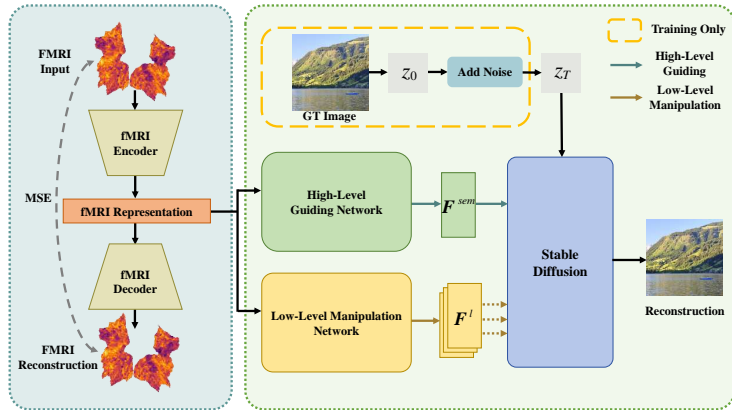 FMRI
Input
fMRI
Encoder
MSE
fMRI Representation
fMRI
Decoder
FMRI
Reconstruction
GT Image
z0
Add Noise
zT
Training Only
High-Level
Guiding
Low-Level
Manipulation
High-Level
Guiding Network
F sem
Low-Level Manipulation
Network
F l
Stable
Diffusion
Reconstruction